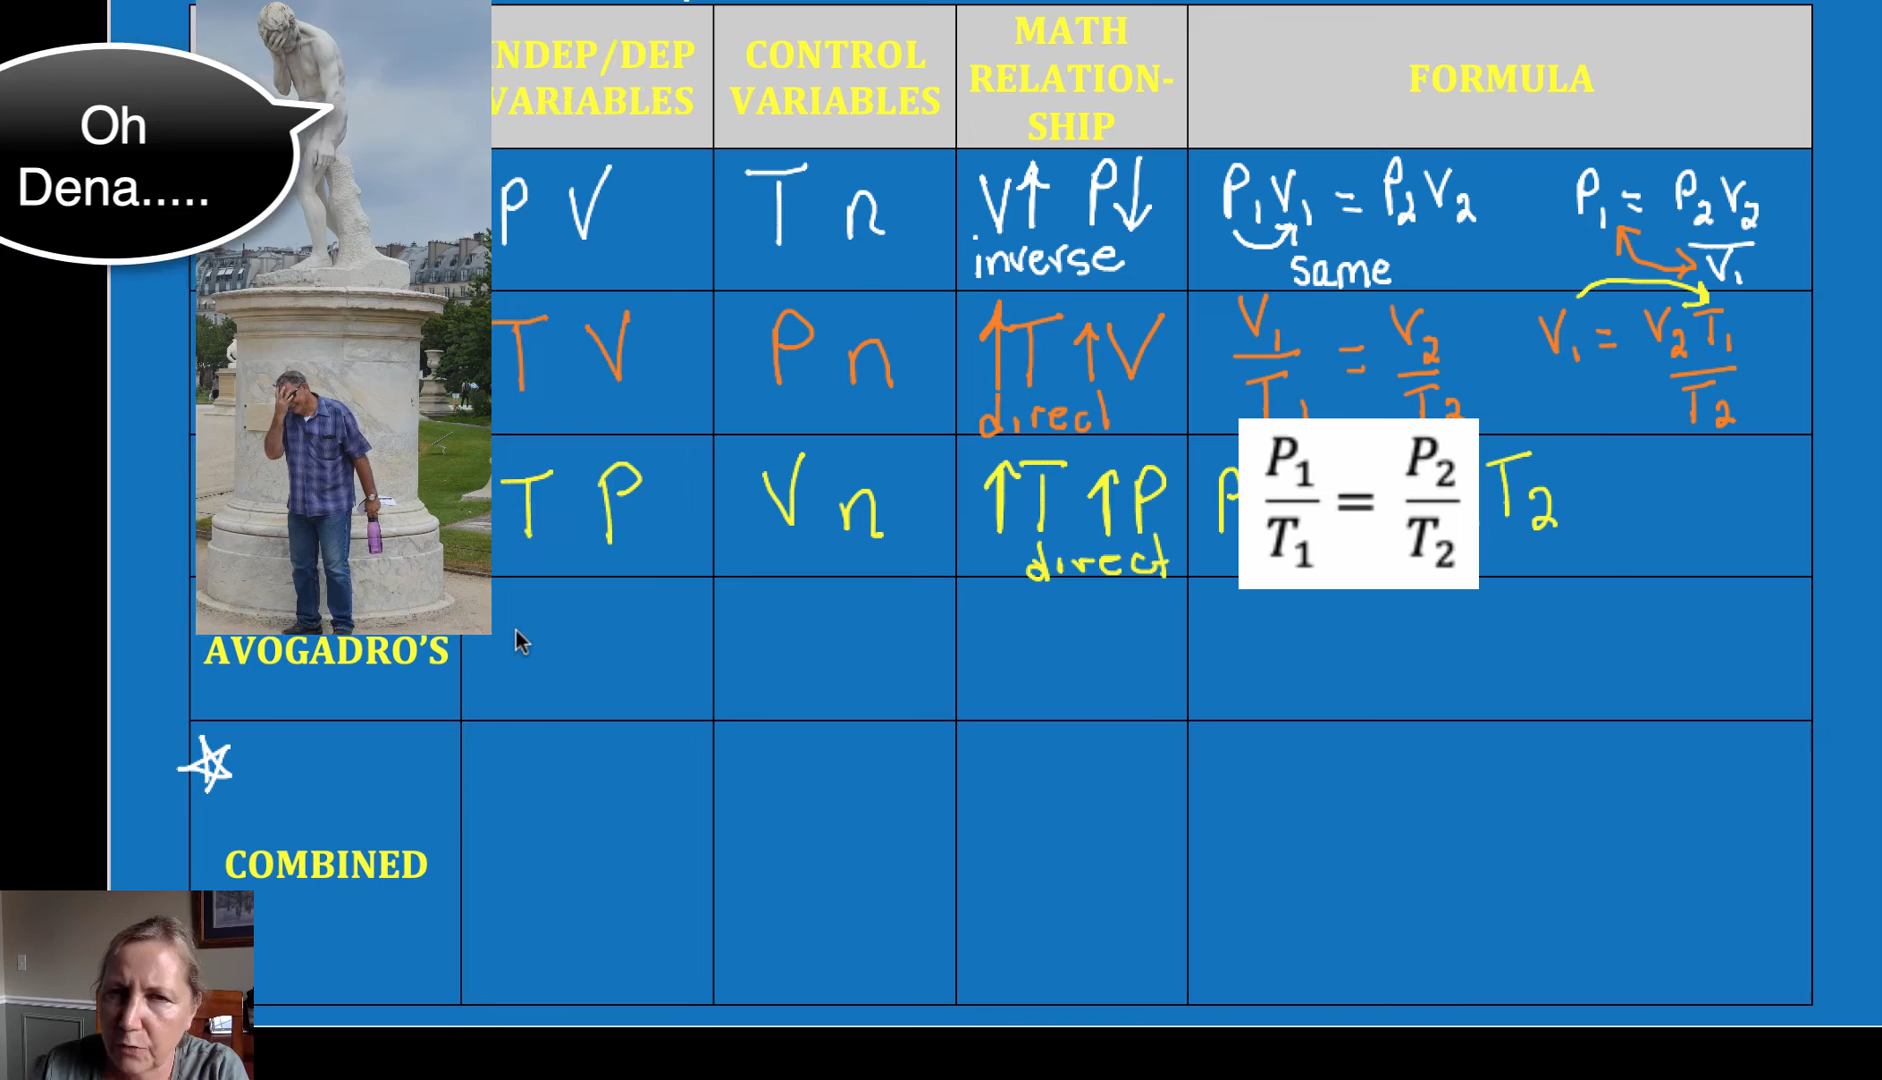 Oh
Dena.....
NDEP/DEP
VARIABLES
CONTROL
VARIABLES
MATH
RELATION-
SHIP
FORMULA
P V
T n
V↑ P↓
inverse
P₁V₁ = P₂V₂
same
P₁ = P₂V₂
V₁
T V
P n
↑T ↑V
direct
V₁ = V₂
T₁ T₂
V₁ = V₂T₁
T₂
T P
V n
↑T ↑P
direct
P
P₁ = P₂
T₁ T₂
T₂
AVOGADRO'S
COMBINED